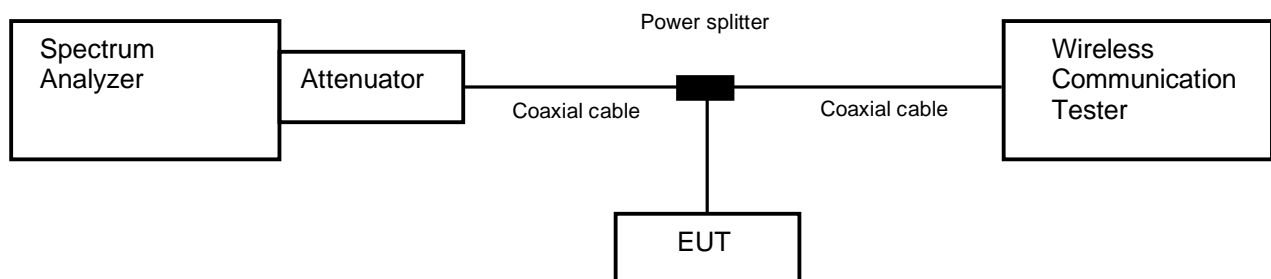 Power splitter
Spectrum
Analyzer
Attenuator
Coaxial cable
Coaxial cable
Wireless
Communication
Tester
EUT